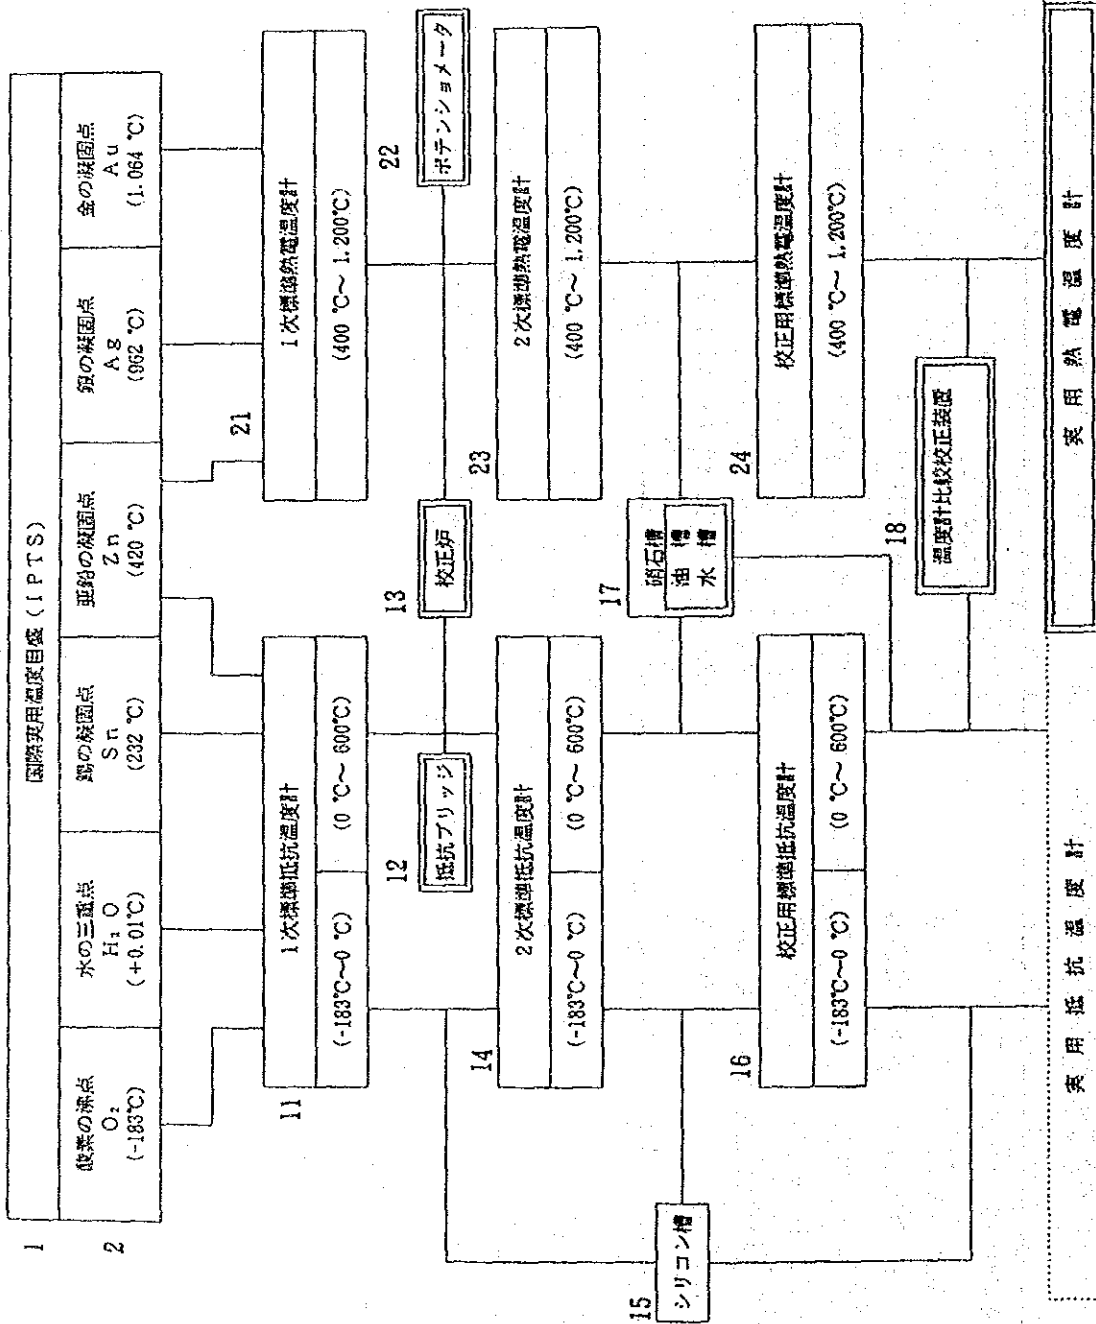 1
国際実用温度目盛(IPTS)
2
酸素の沸点
O₂
(-183℃)
水の三重点
H₂O
(+0.01℃)
錫の凝固点
Sn
(232 ℃)
亜鉛の凝固点
Zn
(420 ℃)
銀の凝固点
Ag
(962 ℃)
金の凝固点
Au
(1.064 ℃)
11
1次標準抵抗温度計
(-183℃~0 ℃)
(0 ℃~ 600℃)
21
1次標準熱電温度計
(400 ℃~ 1.200℃)
12
抵抗ブリッジ
13
校正炉
22
ポテンショメータ
14
2次標準抵抗温度計
(-183℃~0 ℃)
(0 ℃~ 600℃)
23
2次標準熱電温度計
(400 ℃~ 1.200℃)
15
シリコン槽
17
硝石槽
油 槽
水 槽
16
校正用標準抵抗温度計
(-183℃~0 ℃)
(0 ℃~ 600℃)
24
校正用標準熱電温度計
(400 ℃~ 1.200℃)
18
温度計比較校正装置
実用抵抗温度計
実用熱電温度計